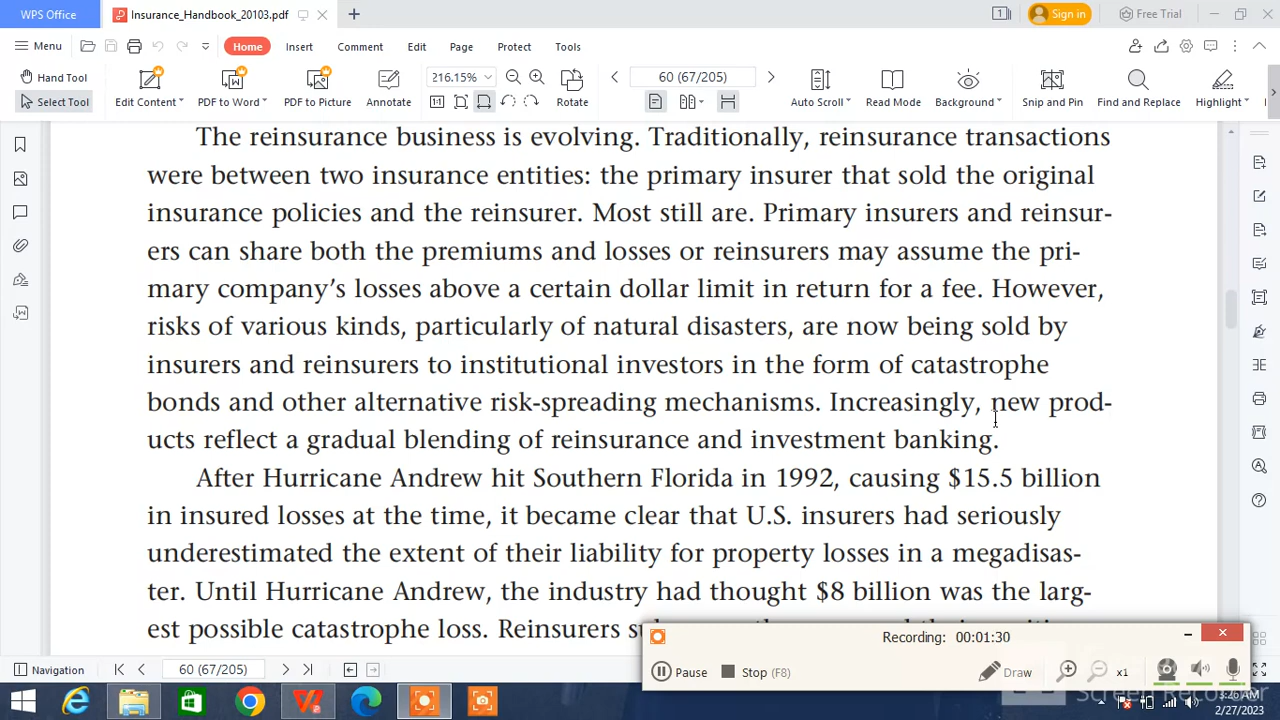 WPS Office
Insurance_Handbook_20103.pdf
1
Sign in
Free Trial
Menu
Home
Insert
Comment
Edit
Page
Protect
Tools
Hand Tool
Select Tool
Edit Content
PDF to Word
PDF to Picture
Annotate
216.15%
Rotate
60 (67/205)
Auto Scroll
Read Mode
Background
Snip and Pin
Find and Replace
Highlight
The reinsurance business is evolving. Traditionally, reinsurance transactions
were between two insurance entities: the primary insurer that sold the original
insurance policies and the reinsurer. Most still are. Primary insurers and reinsur-
ers can share both the premiums and losses or reinsurers may assume the pri-
mary company's losses above a certain dollar limit in return for a fee. However,
risks of various kinds, particularly of natural disasters, are now being sold by
insurers and reinsurers to institutional investors in the form of catastrophe
bonds and other alternative risk-spreading mechanisms. Increasingly, new prod-
ucts reflect a gradual blending of reinsurance and investment banking.
After Hurricane Andrew hit Southern Florida in 1992, causing $15.5 billion
in insured losses at the time, it became clear that U.S. insurers had seriously
underestimated the extent of their liability for property losses in a megadisas-
ter. Until Hurricane Andrew, the industry had thought $8 billion was the larg-
est possible catastrophe loss. Reinsurers
Recording: 00:01:30
Pause
Stop (F8)
Draw
x1
Navigation
60 (67/205)
Screen Recorder
3:26 AM
2/27/2023